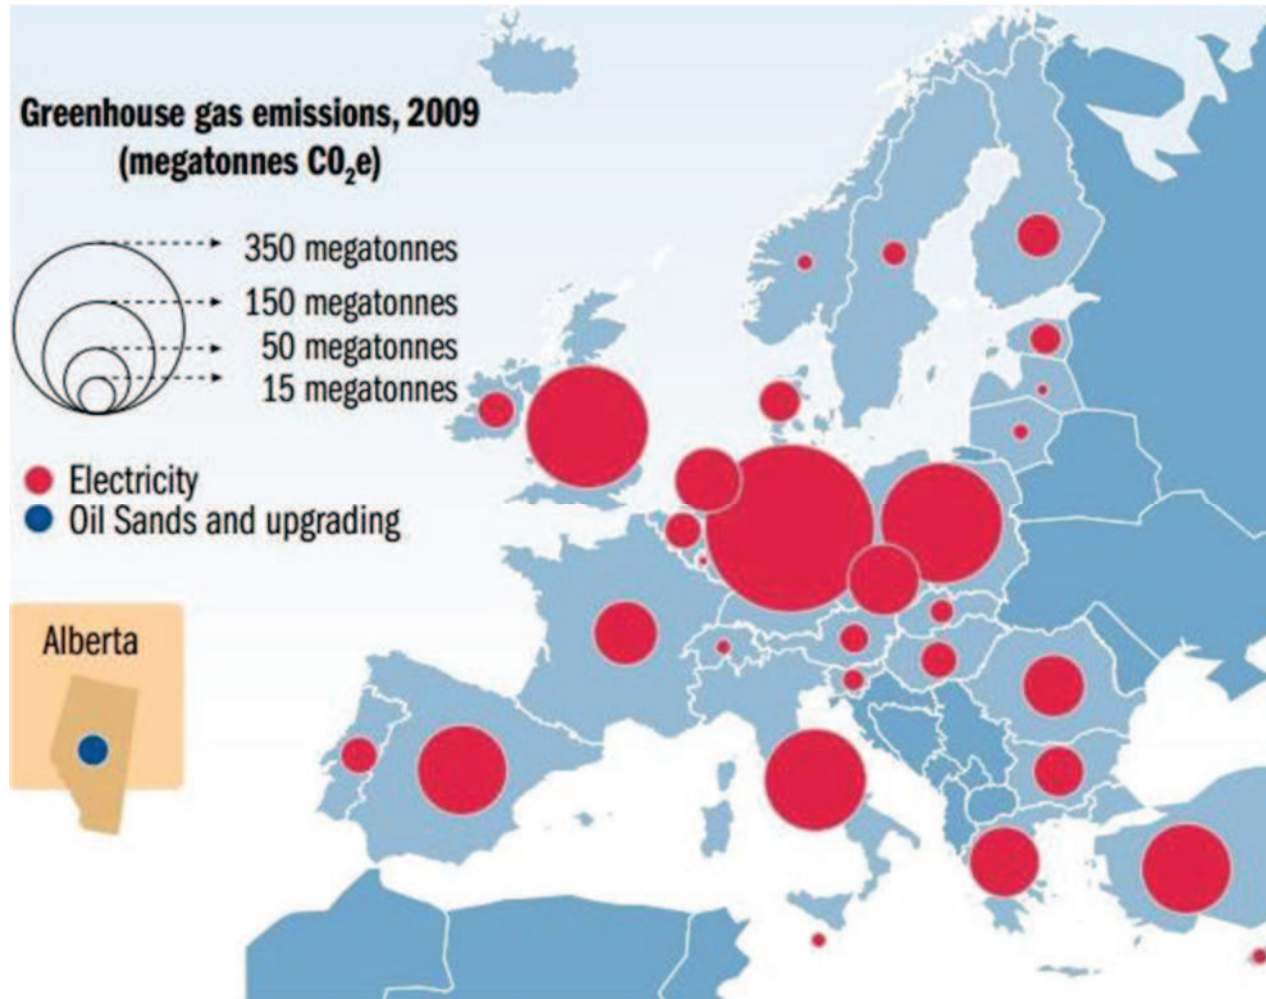 Greenhouse gas emissions, 2009
(megatonnes CO₂e)
350 megatonnes
150 megatonnes
50 megatonnes
15 megatonnes
Electricity
Oil Sands and upgrading
Alberta